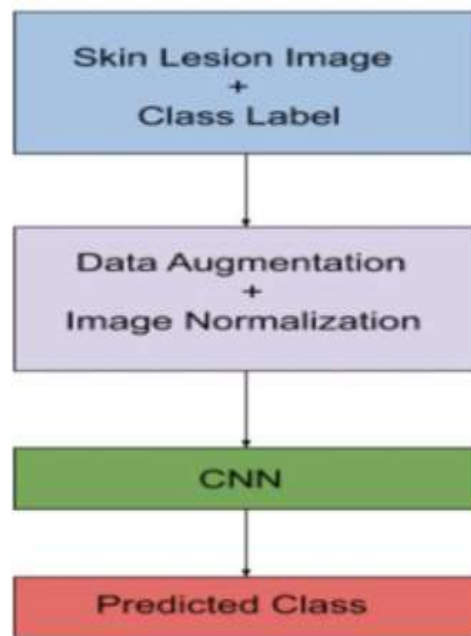 Skin Lesion Image
+
Class Label
Data Augmentation
+
Image Normalization
CNN
Predicted Class